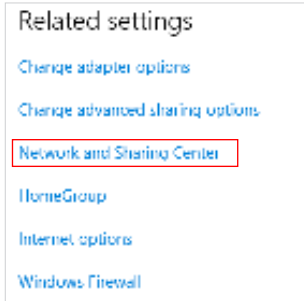 Related settings
Change adapter options
Change advanced sharing options
Network and Sharing Center
HomeGroup
Internet options
Windows Firewall